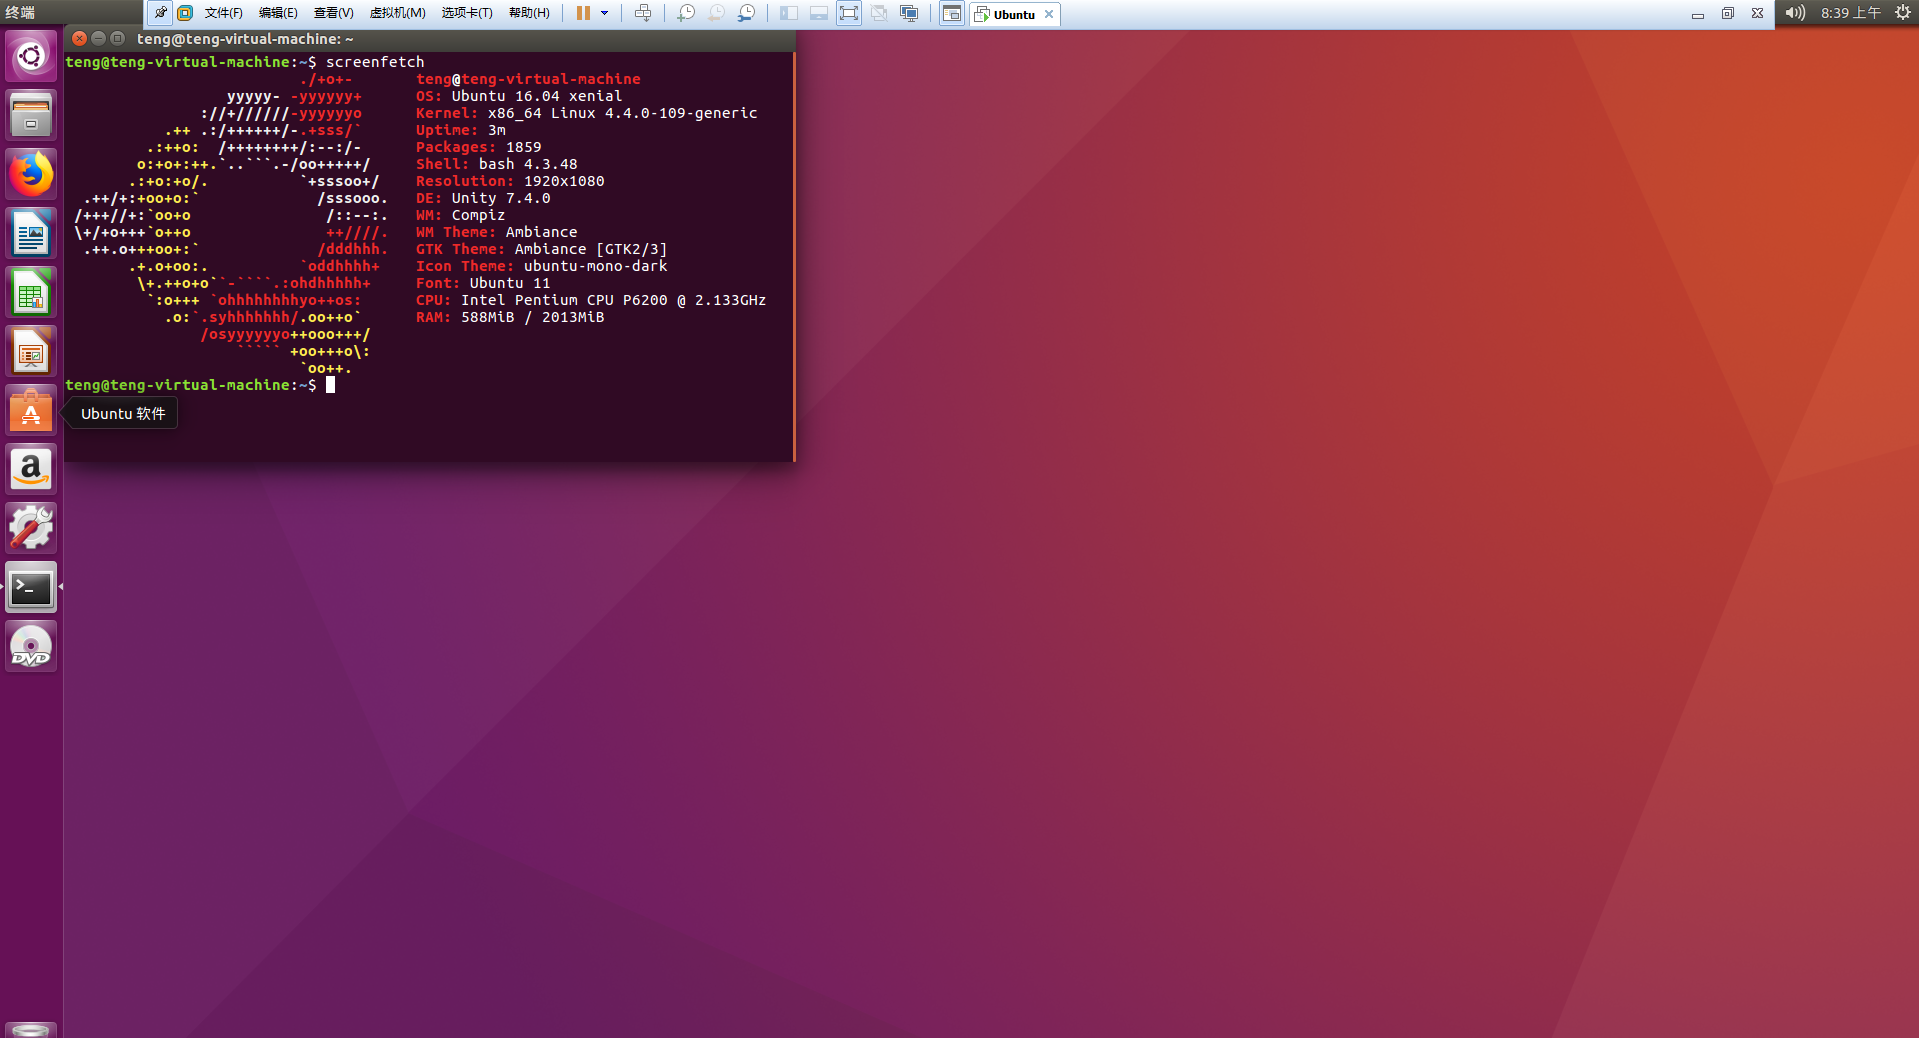 终端 文件(F) 编辑(E) 查看(V) 虚拟机(M) 选项卡(T) 帮助(H) Ubuntu 8:39 上午
teng@teng-virtual-machine: ~
teng@teng-virtual-machine:~$ screenfetch
./+o+- teng@teng-virtual-machine
yyyyy- -yyyyyy+ OS: Ubuntu 16.04 xenial
://+//////-yyyyyyo Kernel: x86_64 Linux 4.4.0-109-generic
.++ .:/++++++/-.+sss/` Uptime: 3m
.:++o: /++++++++/:--:/- Packages: 1859
o:+o+:++.`..```.-/oo+++++/ Shell: bash 4.3.48
.:+o:+o/. `+sssoo+/ Resolution: 1920x1080
.++/+:+oo+o:` /sssooo. DE: Unity 7.4.0
/+++//+:`oo+o /::--:. WM: Compiz
\+/+o+++`o++o ++////. WM Theme: Ambiance
.++.o+++oo+:` /dddhhh. GTK Theme: Ambiance [GTK2/3]
.+.o+oo:. `oddhhhh+ Icon Theme: ubuntu-mono-dark
\+.++o+o``-````.:ohdhhhhh+ Font: Ubuntu 11
`:o+++ `ohhhhhhhhyo++os: CPU: Intel Pentium CPU P6200 @ 2.133GHz
.o:`.syhhhhhhh/.oo++o` RAM: 588MiB / 2013MiB
/osyyyyyyo++ooo+++/
````` +oo+++o\:
`oo++.
teng@teng-virtual-machine:~$
Ubuntu 软件
a
>_
DVD